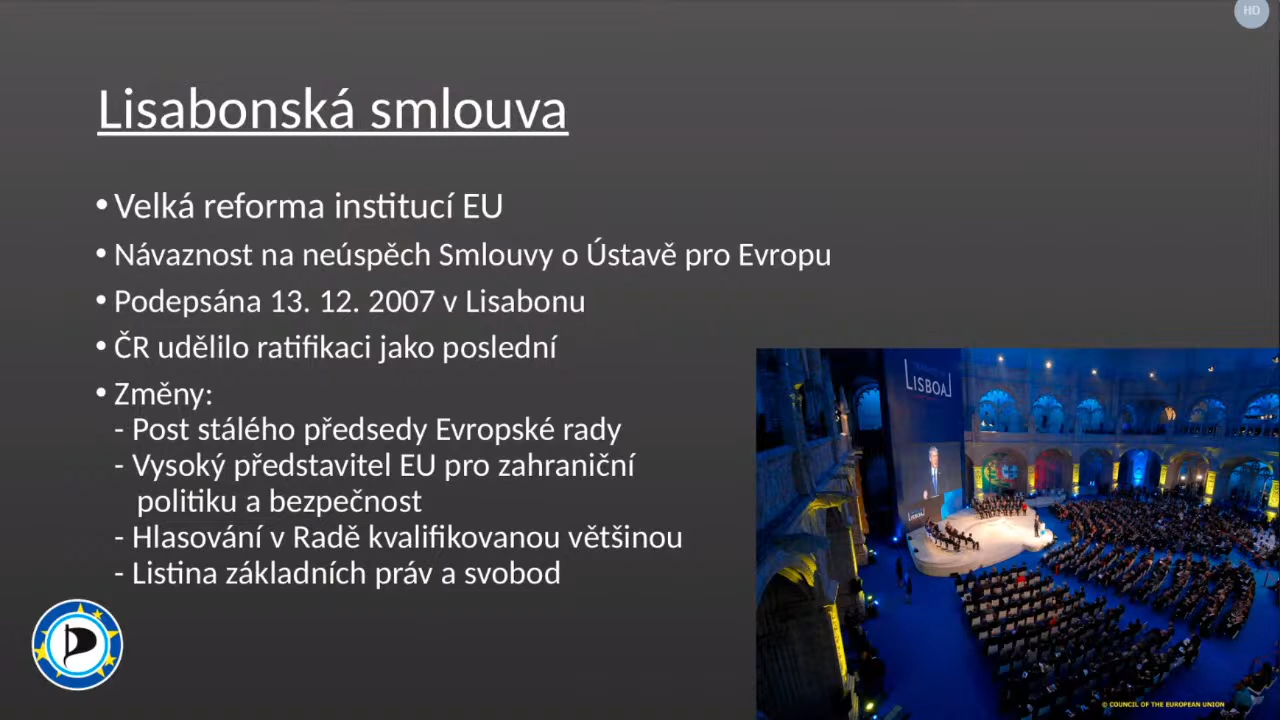 HD
Lisabonská smlouva
• Velká reforma institucí EU
• Návaznost na neúspěch Smlouvy o Ústavě pro Evropu
• Podepsána 13. 12. 2007 v Lisabonu
• ČR udělilo ratifikaci jako poslední
• Změny:
- Post stálého předsedy Evropské rady
- Vysoký představitel EU pro zahraniční
politiku a bezpečnost
- Hlasování v Radě kvalifikovanou většinou
- Listina základních práv a svobod
LISBOA
© COUNCIL OF THE EUROPEAN UNION